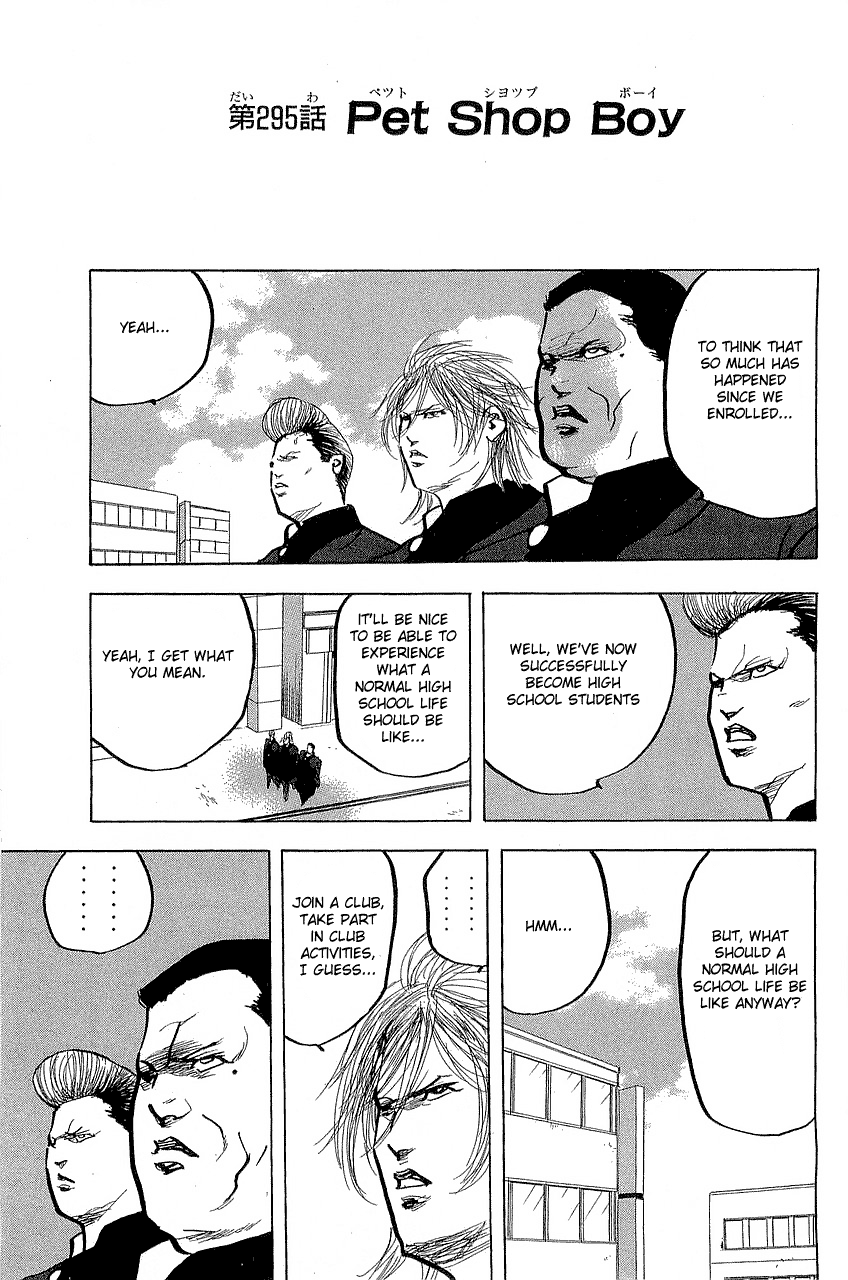 だい わ ペツト シヨツプ ボーイ
第295話 Pet Shop Boy
TO THINK THAT
SO MUCH HAS
HAPPENED
SINCE WE
ENROLLED...
YEAH...
WELL, WE'VE NOW
SUCCESSFULLY
BECOME HIGH
SCHOOL STUDENTS
IT'LL BE NICE
TO BE ABLE TO
EXPERIENCE
WHAT A
NORMAL HIGH
SCHOOL LIFE
SHOULD BE
LIKE...
YEAH, I GET WHAT
YOU MEAN.
BUT, WHAT
SHOULD A
NORMAL HIGH
SCHOOL LIFE BE
LIKE ANYWAY?
HMM...
......
JOIN A CLUB,
TAKE PART
IN CLUB
ACTIVITIES,
I GUESS...
......